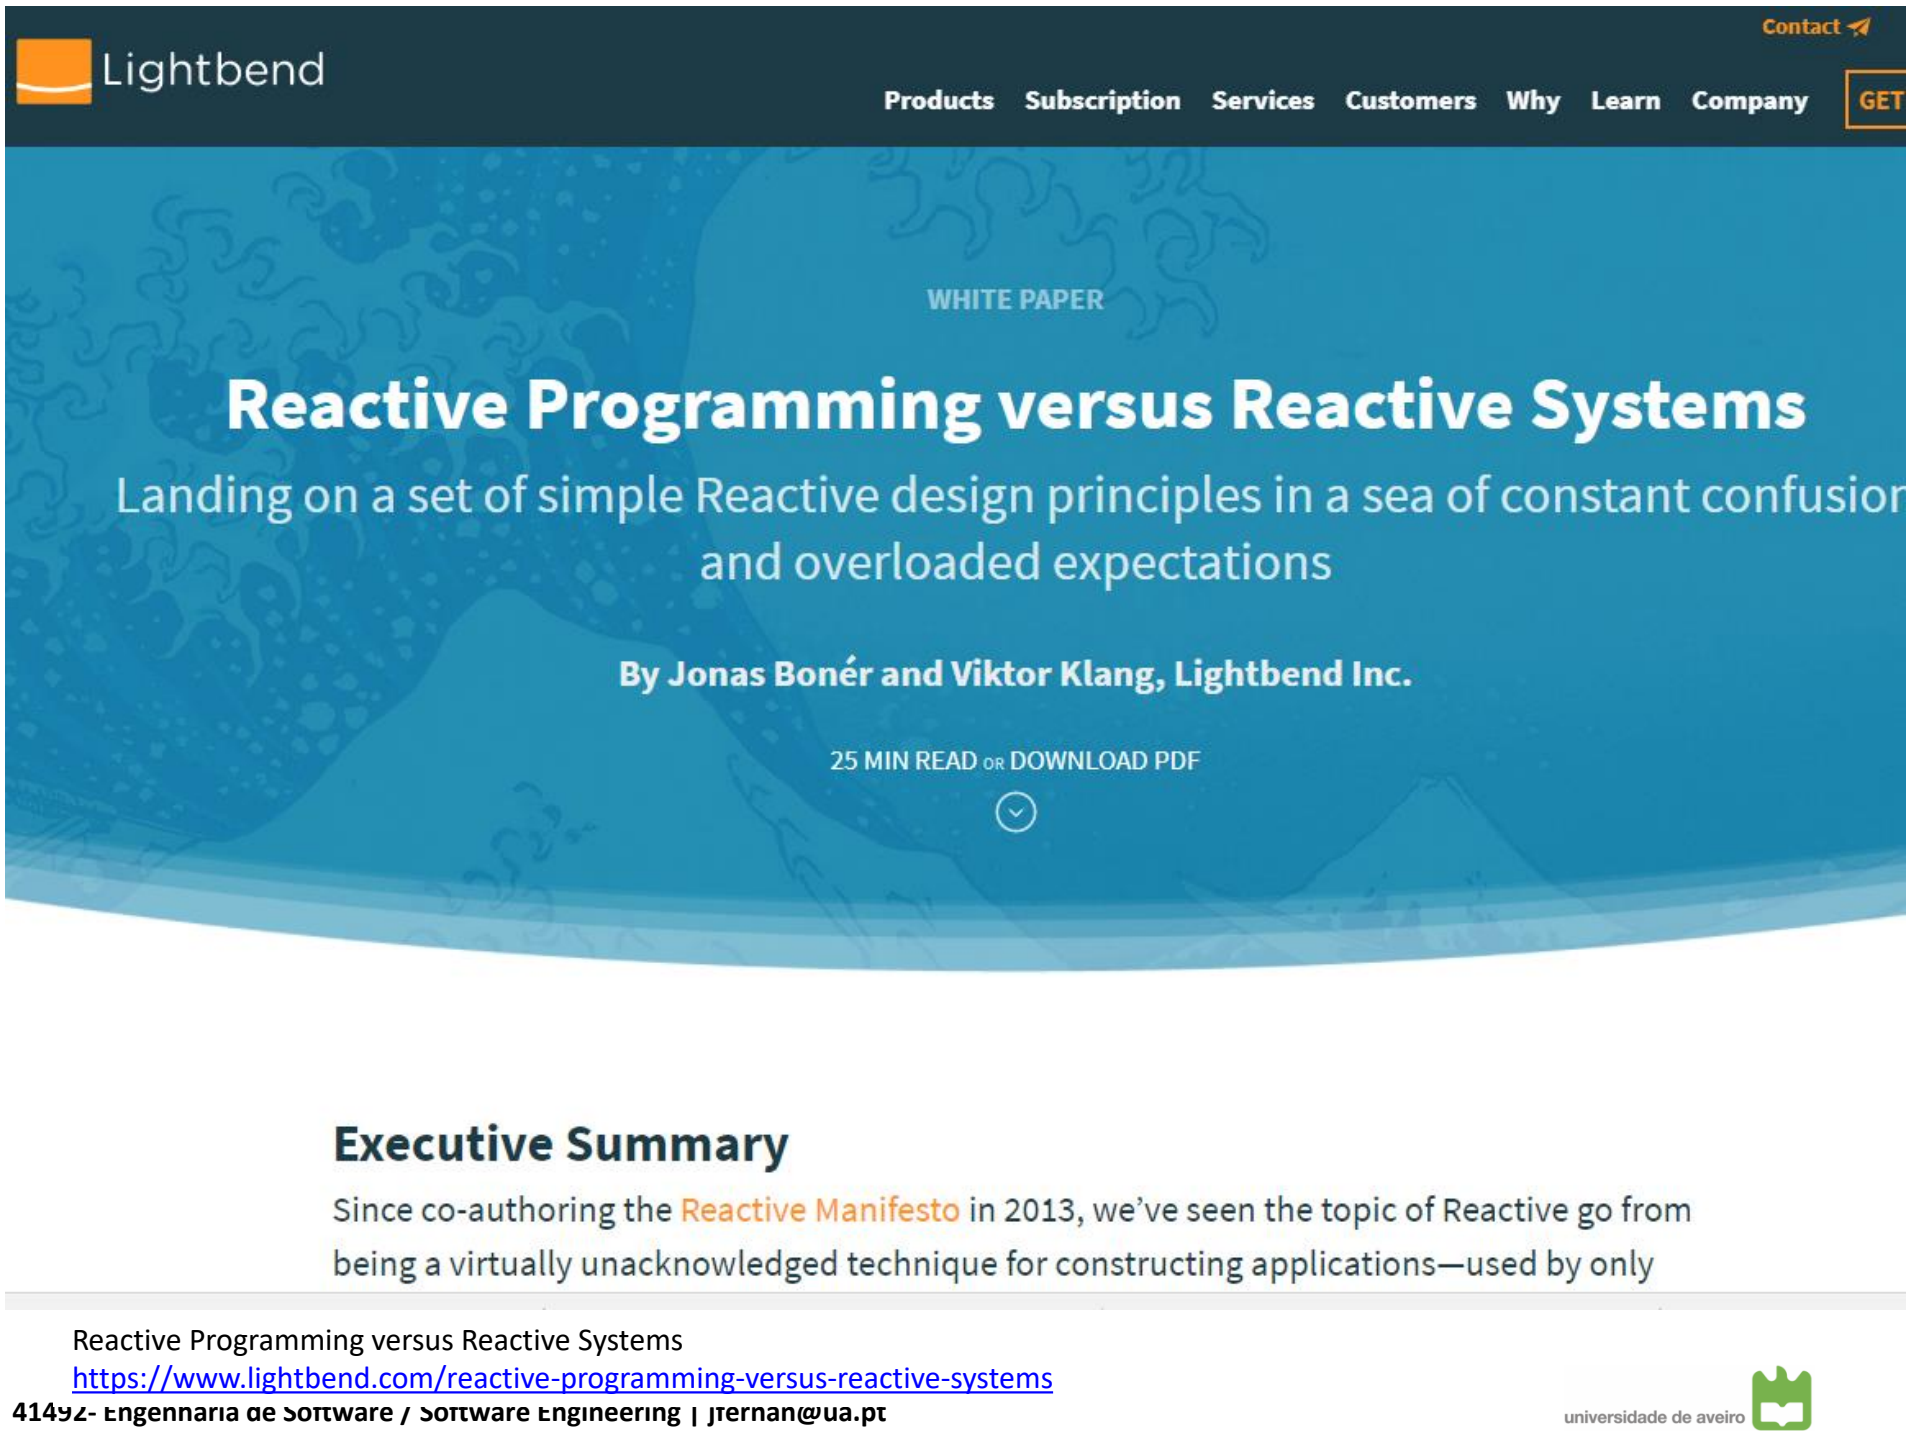 Contact
Lightbend
Products Subscription Services Customers Why Learn Company GET
WHITE PAPER
Reactive Programming versus Reactive Systems
Landing on a set of simple Reactive design principles in a sea of constant confusion
and overloaded expectations
By Jonas Bonér and Viktor Klang, Lightbend Inc.
25 MIN READ OR DOWNLOAD PDF
Executive Summary
Since co-authoring the Reactive Manifesto in 2013, we’ve seen the topic of Reactive go from
being a virtually unacknowledged technique for constructing applications—used by only
Reactive Programming versus Reactive Systems
https://www.lightbend.com/reactive-programming-versus-reactive-systems
41492- Engenharia de Software / Software Engineering | jfernan@ua.pt
universidade de aveiro